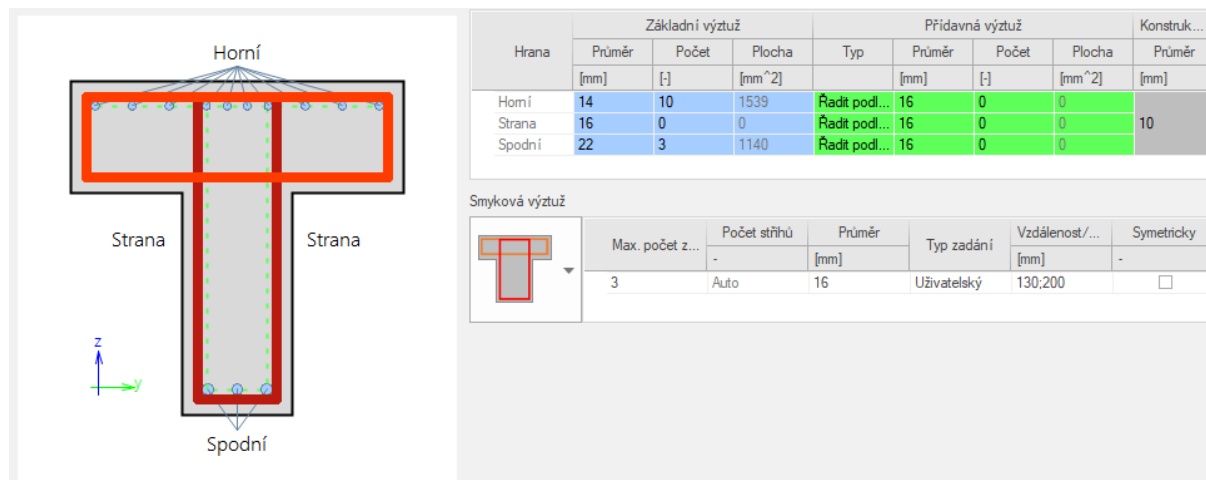 Horní
Strana
Strana
z
y
Spodní
Základní výztuž
Přídavná výztuž
Konstruk...
Hrana
Průměr
Počet
Plocha
Typ
Průměr
Počet
Plocha
Průměr
[mm]
[-]
[mm^2]
[mm]
[-]
[mm^2]
[mm]
Horní 14 10 1539 Řadit podl... 16 0 0
Strana 16 0 0 Řadit podl... 16 0 0 10
Spodní 22 3 1140 Řadit podl... 16 0 0
Smyková výztuž
Max. počet z...
Počet střihů
Průměr
Typ zadání
Vzdálenost/...
Symetricky
-
[mm]
[mm]
-
3 Auto 16 Uživatelský 130;200